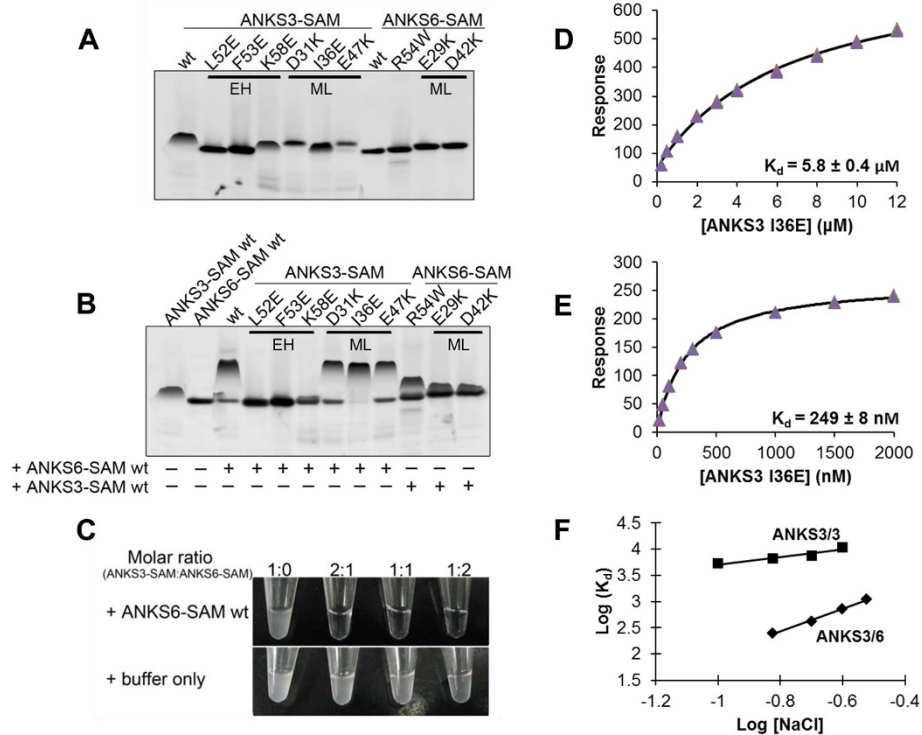 A
ANKS3-SAM ANKS6-SAM
wt L52E F53E K58E D31K I36E E47K wt R54W E29K D42K
EH ML ML
B
ANKS3-SAM wt
ANKS6-SAM wt
ANKS3-SAM ANKS6-SAM
wt L52E F53E K58E D31K I36E E47K R54W E29K D42K
EH ML ML
+ ANKS6-SAM wt – – + + + + + + + – – –
+ ANKS3-SAM wt – – – – – – – – – + + +
C
Molar ratio
(ANKS3-SAM:ANKS6-SAM)
1:0 2:1 1:1 1:2
+ ANKS6-SAM wt
+ buffer only
D
600
500
400
300
200
100
0
Response
0 2 4 6 8 10 12
[ANKS3 I36E] (µM)
Kd = 5.8 ± 0.4 µM
E
300
250
200
150
100
50
0
Response
0 500 1000 1500 2000
[ANKS3 I36E] (nM)
Kd = 249 ± 8 nM
F
4.5
4
3.5
3
2.5
2
1.5
Log (Kd)
ANKS3/3
ANKS3/6
-1.2 -1 -0.8 -0.6 -0.4
Log [NaCl]